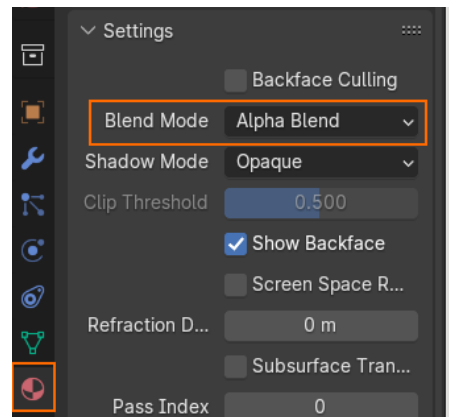 Settings
Backface Culling
Blend Mode Alpha Blend
Shadow Mode Opaque
Clip Threshold 0.500
Show Backface
Screen Space R...
Refraction D... 0 m
Subsurface Tran...
Pass Index 0